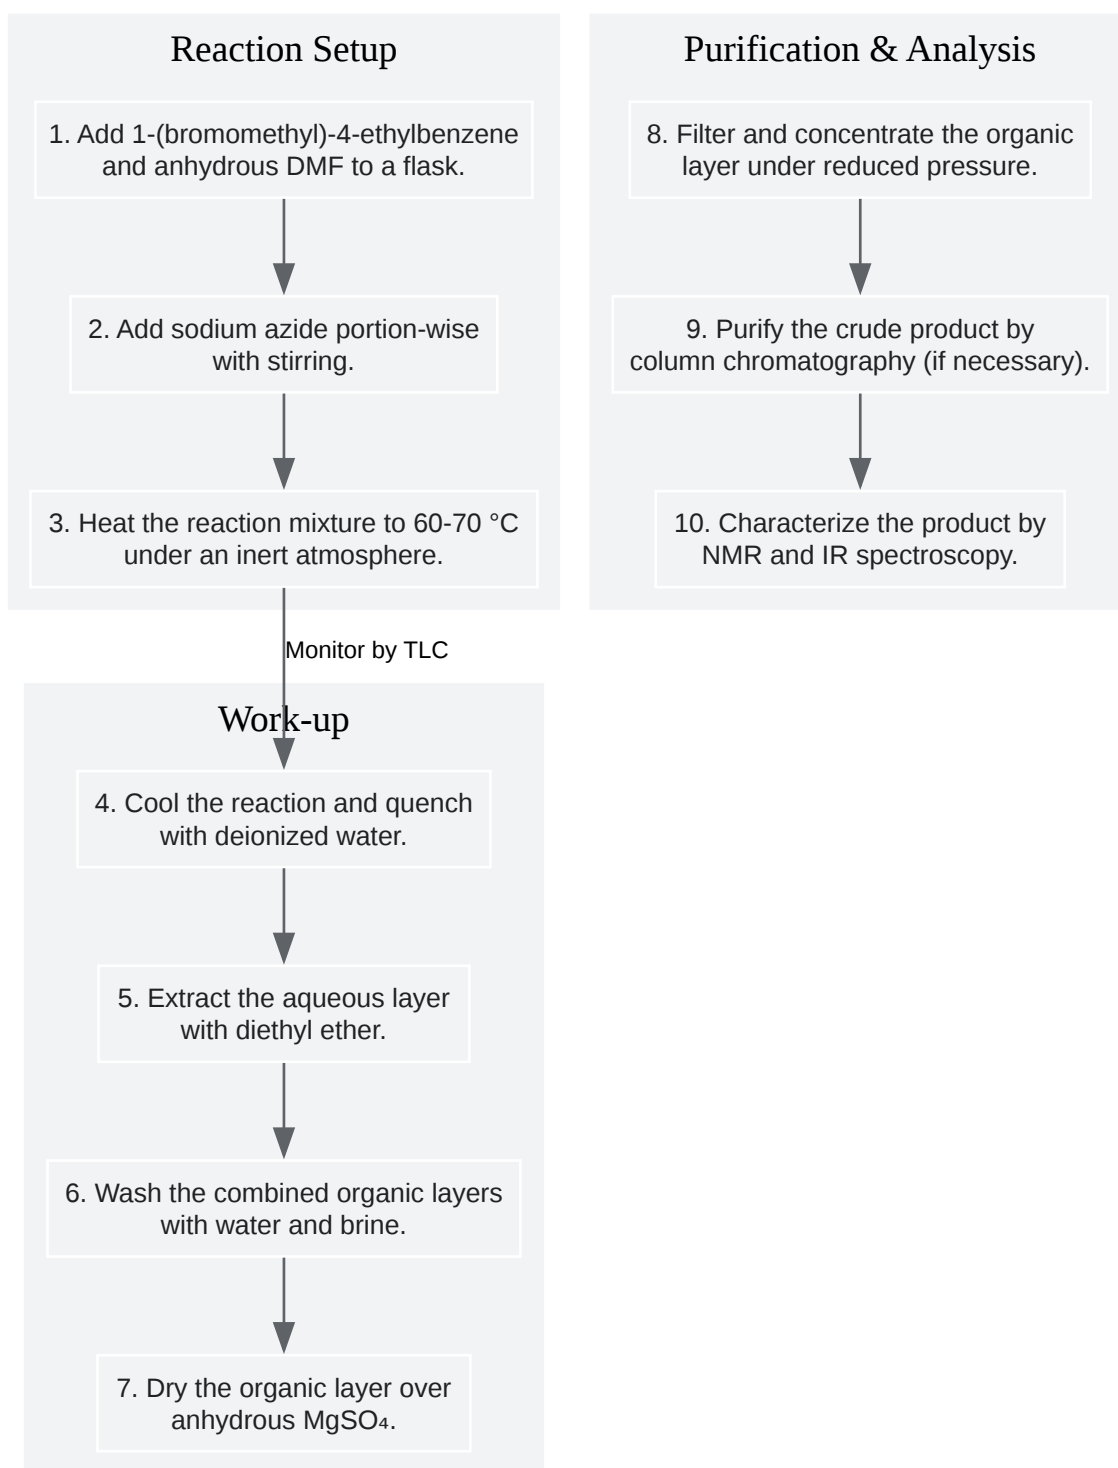 Reaction Setup
1. Add 1-(bromomethyl)-4-ethylbenzene
and anhydrous DMF to a flask.
2. Add sodium azide portion-wise
with stirring.
3. Heat the reaction mixture to 60-70 °C
under an inert atmosphere.
Monitor by TLC
Work-up
4. Cool the reaction and quench
with deionized water.
5. Extract the aqueous layer
with diethyl ether.
6. Wash the combined organic layers
with water and brine.
7. Dry the organic layer over
anhydrous MgSO₄.
Purification & Analysis
8. Filter and concentrate the organic
layer under reduced pressure.
9. Purify the crude product by
column chromatography (if necessary).
10. Characterize the product by
NMR and IR spectroscopy.